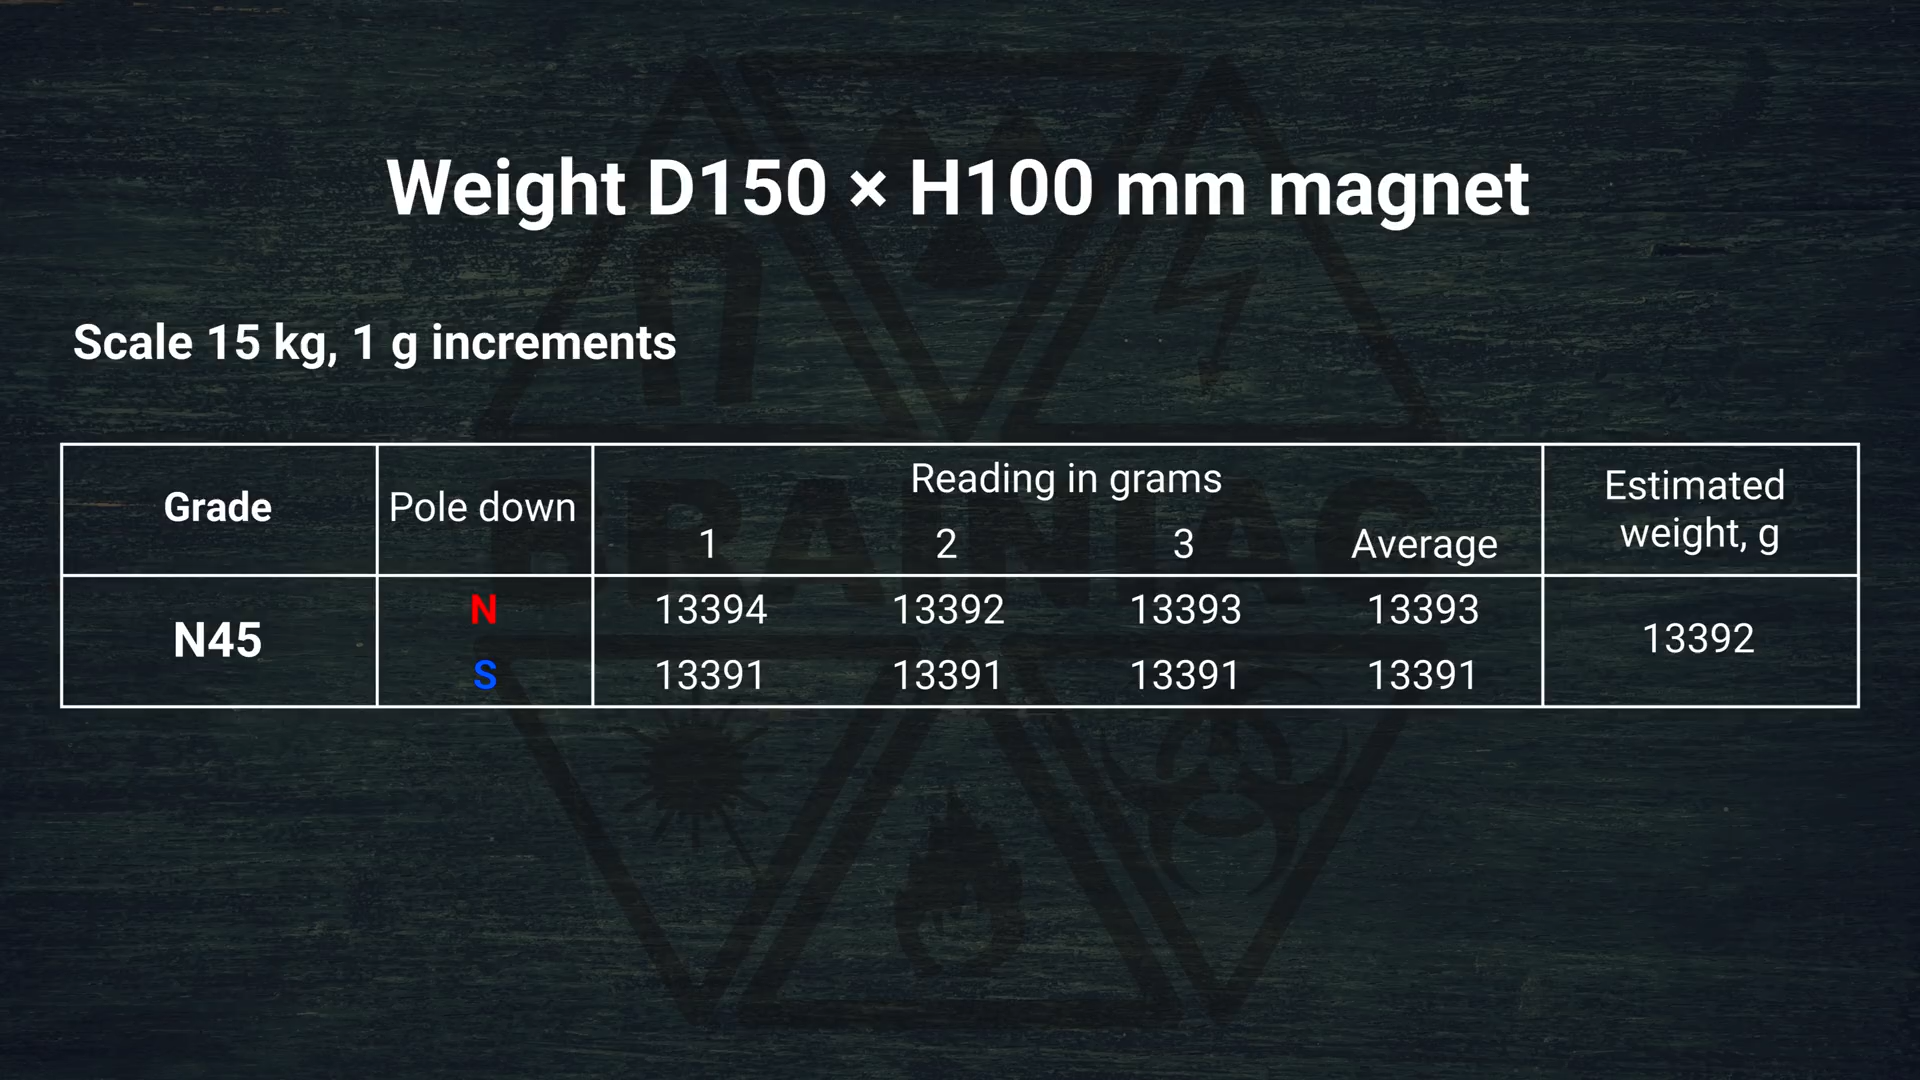 Weight D150 × H100 mm magnet
Scale 15 kg, 1 g increments
Grade Pole down Reading in grams Estimated weight, g
1 2 3 Average
N45 N 13394 13392 13393 13393 13392
S 13391 13391 13391 13391
BRAINIAC